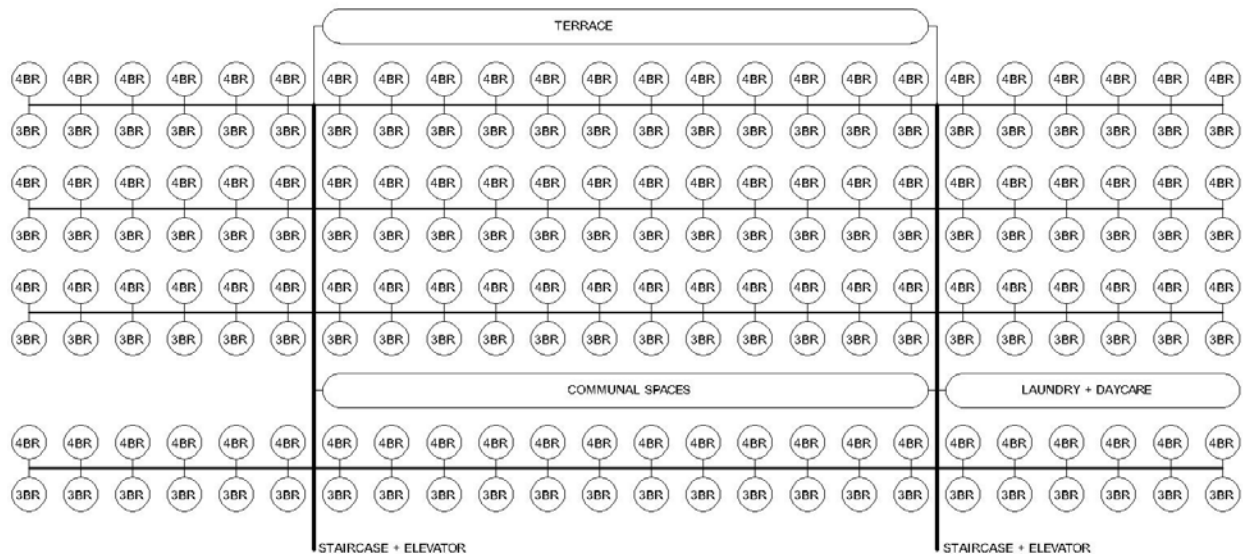 TERRACE
4BR 4BR 4BR 4BR 4BR 4BR 4BR 4BR 4BR 4BR 4BR 4BR 4BR 4BR 4BR 4BR 4BR 4BR 4BR 4BR 4BR 4BR 4BR 4BR
3BR 3BR 3BR 3BR 3BR 3BR 3BR 3BR 3BR 3BR 3BR 3BR 3BR 3BR 3BR 3BR 3BR 3BR 3BR 3BR 3BR 3BR 3BR 3BR
4BR 4BR 4BR 4BR 4BR 4BR 4BR 4BR 4BR 4BR 4BR 4BR 4BR 4BR 4BR 4BR 4BR 4BR 4BR 4BR 4BR 4BR 4BR 4BR
3BR 3BR 3BR 3BR 3BR 3BR 3BR 3BR 3BR 3BR 3BR 3BR 3BR 3BR 3BR 3BR 3BR 3BR 3BR 3BR 3BR 3BR 3BR 3BR
4BR 4BR 4BR 4BR 4BR 4BR 4BR 4BR 4BR 4BR 4BR 4BR 4BR 4BR 4BR 4BR 4BR 4BR 4BR 4BR 4BR 4BR 4BR 4BR
3BR 3BR 3BR 3BR 3BR 3BR 3BR 3BR 3BR 3BR 3BR 3BR 3BR 3BR 3BR 3BR 3BR 3BR 3BR 3BR 3BR 3BR 3BR 3BR
COMMUNAL SPACES LAUNDRY + DAYCARE
4BR 4BR 4BR 4BR 4BR 4BR 4BR 4BR 4BR 4BR 4BR 4BR 4BR 4BR 4BR 4BR 4BR 4BR 4BR 4BR 4BR 4BR 4BR 4BR
3BR 3BR 3BR 3BR 3BR 3BR 3BR 3BR 3BR 3BR 3BR 3BR 3BR 3BR 3BR 3BR 3BR 3BR 3BR 3BR 3BR 3BR 3BR 3BR
STAIRCASE + ELEVATOR STAIRCASE + ELEVATOR